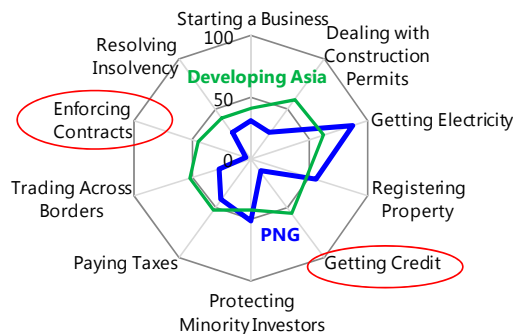 Starting a Business
100
Dealing with
Construction
Permits
Resolving
Insolvency
Developing Asia
50
Enforcing
Contracts
Getting Electricity
0
Trading Across
Borders
Registering
Property
PNG
Paying Taxes
Getting Credit
Protecting
Minority Investors